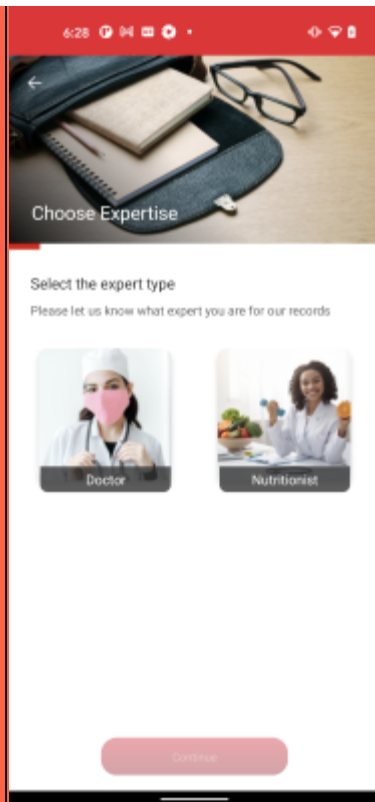 6:28
Choose Expertise
Select the expert type
Please let us know what expert you are for our records
Doctor
Nutritionist
Continue